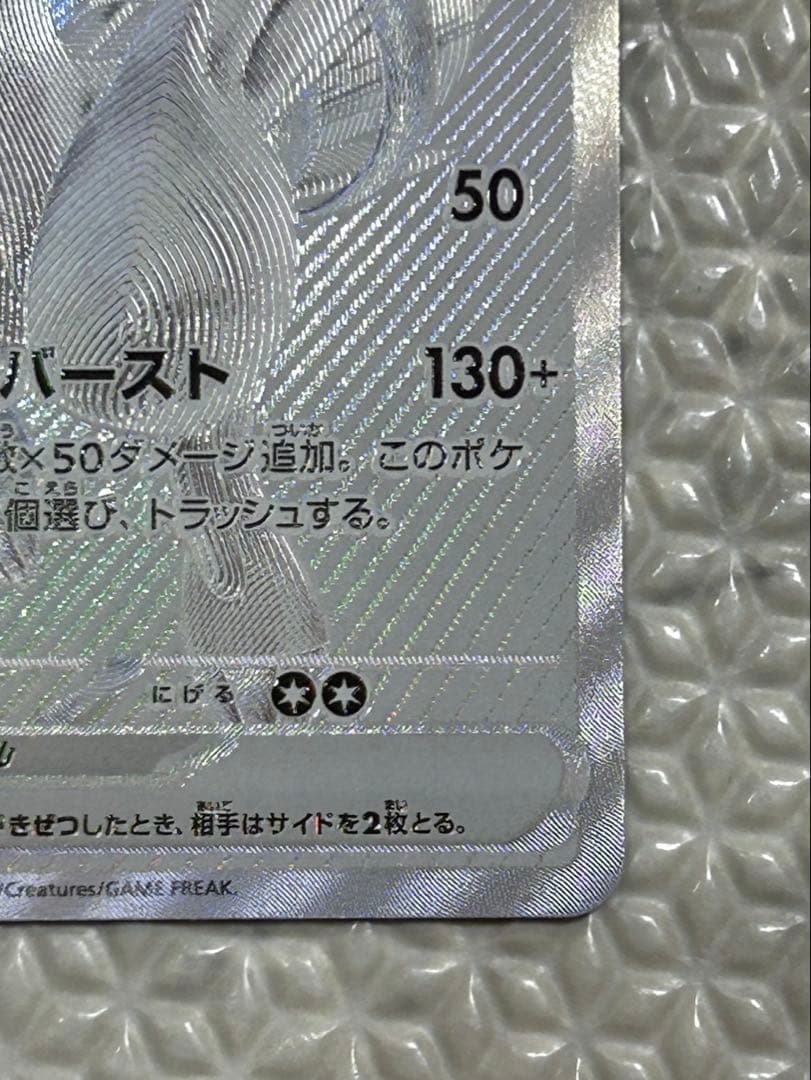 50
バースト 130+
×50ダメージ追加。このポケ
個選び、トラッシュする。
にげる
きぜつしたとき、相手はサイドを2枚とる。
/Creatures/GAME FREAK.